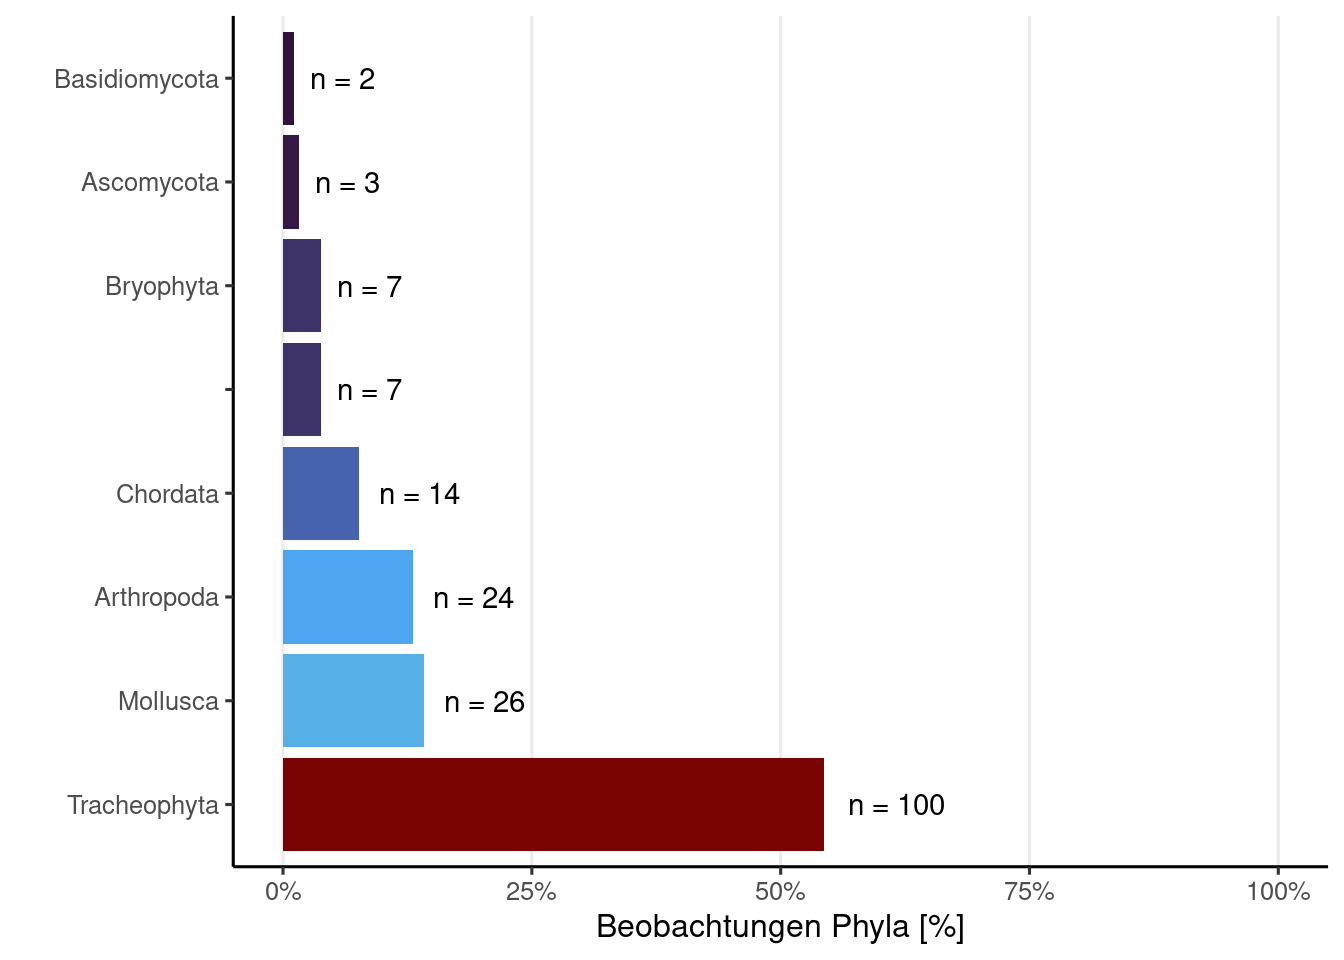 Basidiomycota n = 2
Ascomycota n = 3
Bryophyta n = 7
n = 7
Chordata n = 14
Arthropoda n = 24
Mollusca n = 26
Tracheophyta n = 100
0% 25% 50% 75% 100%
Beobachtungen Phyla [%]